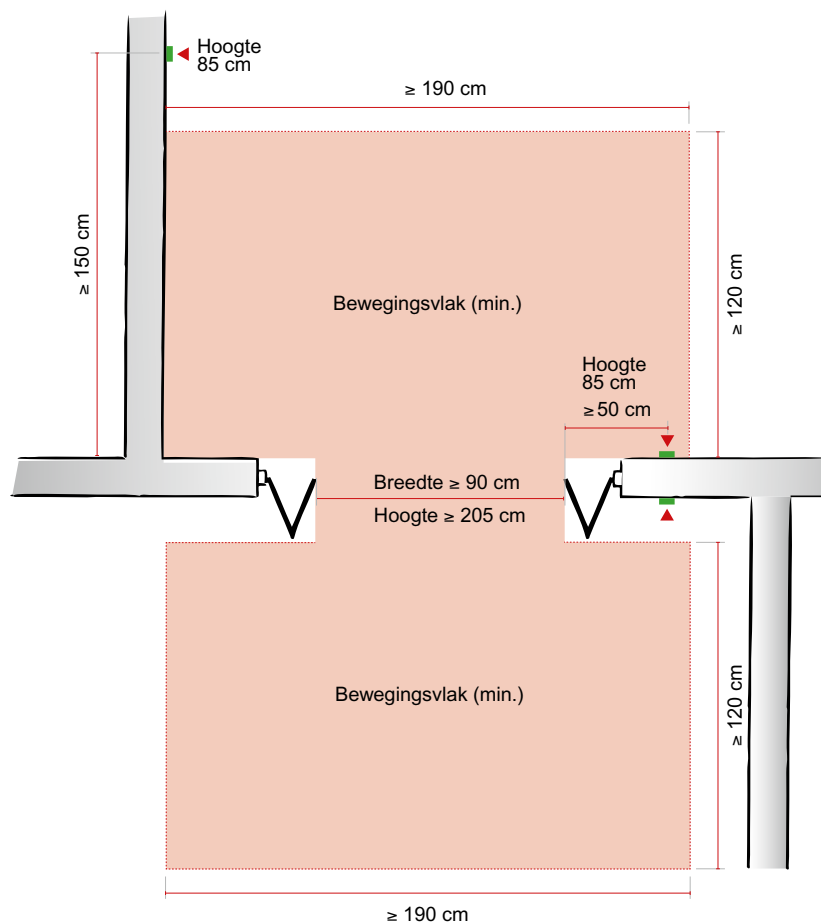 Hoogte
85 cm
≥ 190 cm
≥ 150 cm
≥ 120 cm
Bewegingsvlak (min.)
Hoogte
85 cm
≥ 50 cm
Breedte ≥ 90 cm
Hoogte ≥ 205 cm
Bewegingsvlak (min.)
≥ 120 cm
≥ 190 cm